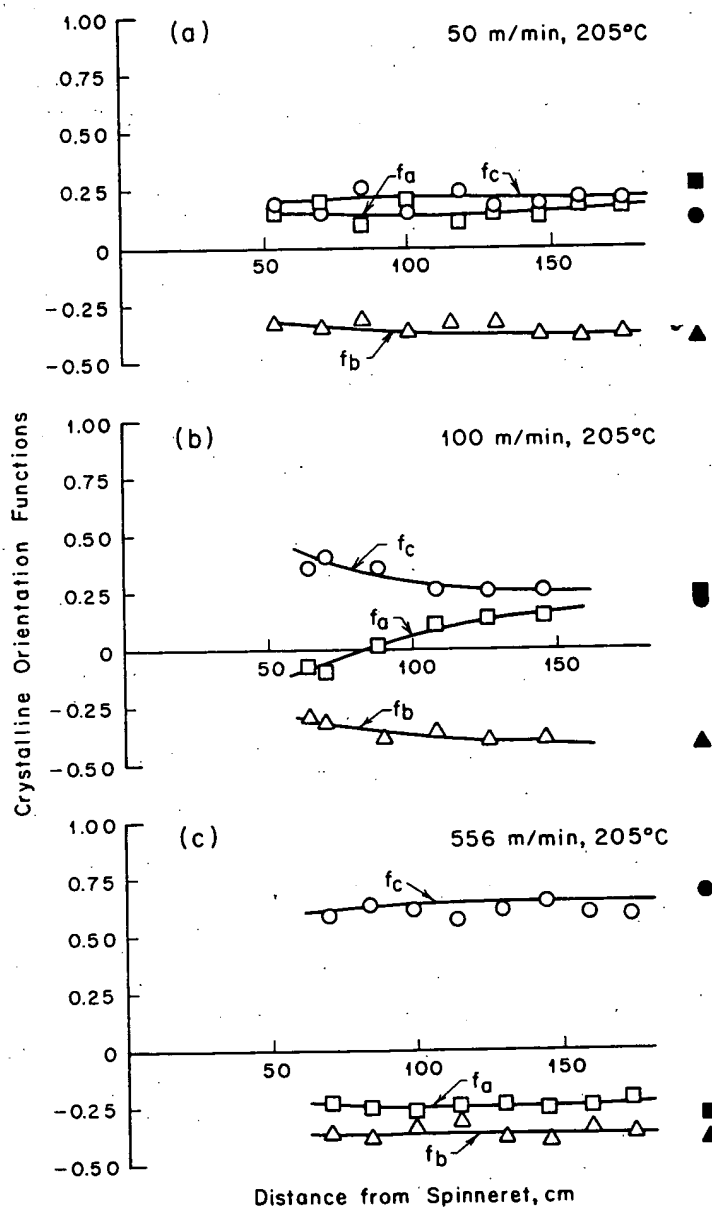 (a)
50 m/min, 205°C
1.00
0.75
0.50
0.25
0
-0.25
-0.50
fa
fc
fb
50
100
150
(b)
100 m/min, 205°C
1.00
0.75
0.50
0.25
0
-0.25
-0.50
fc
fa
fb
50
100
150
(c)
556 m/min, 205°C
1.00
0.75
0.50
0.25
0
-0.25
-0.50
fc
fa
fb
50
100
150
Crystalline Orientation Functions
Distance from Spinneret, cm